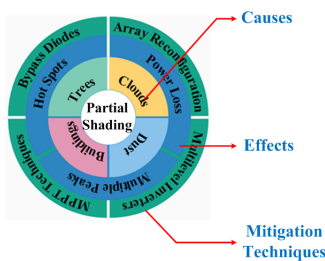 Causes
Bypass Diodes
Array Reconfiguration
Hot Spots
Power Loss
Trees
Clouds
Partial
Shading
Effects
Buildings
Dust
Multiple Peaks
MPPT Techniques
Multilevel Inverters
Mitigation
Techniques